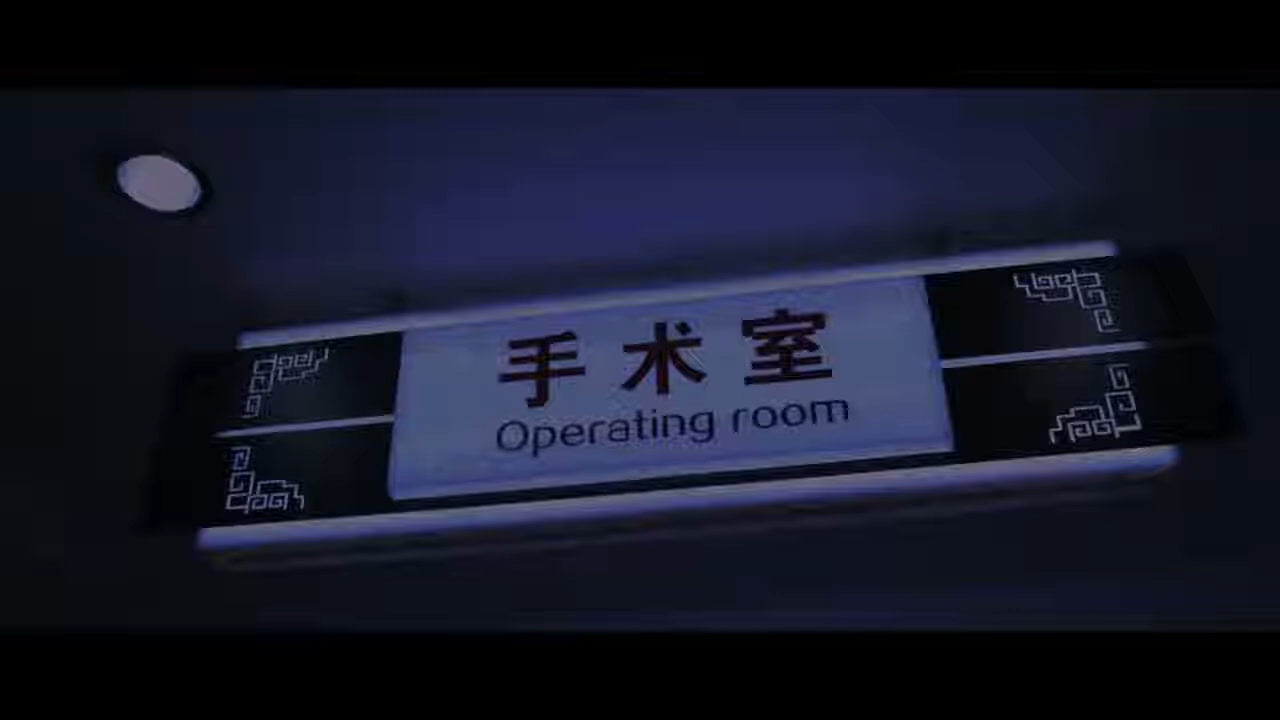 手术室
Operating room